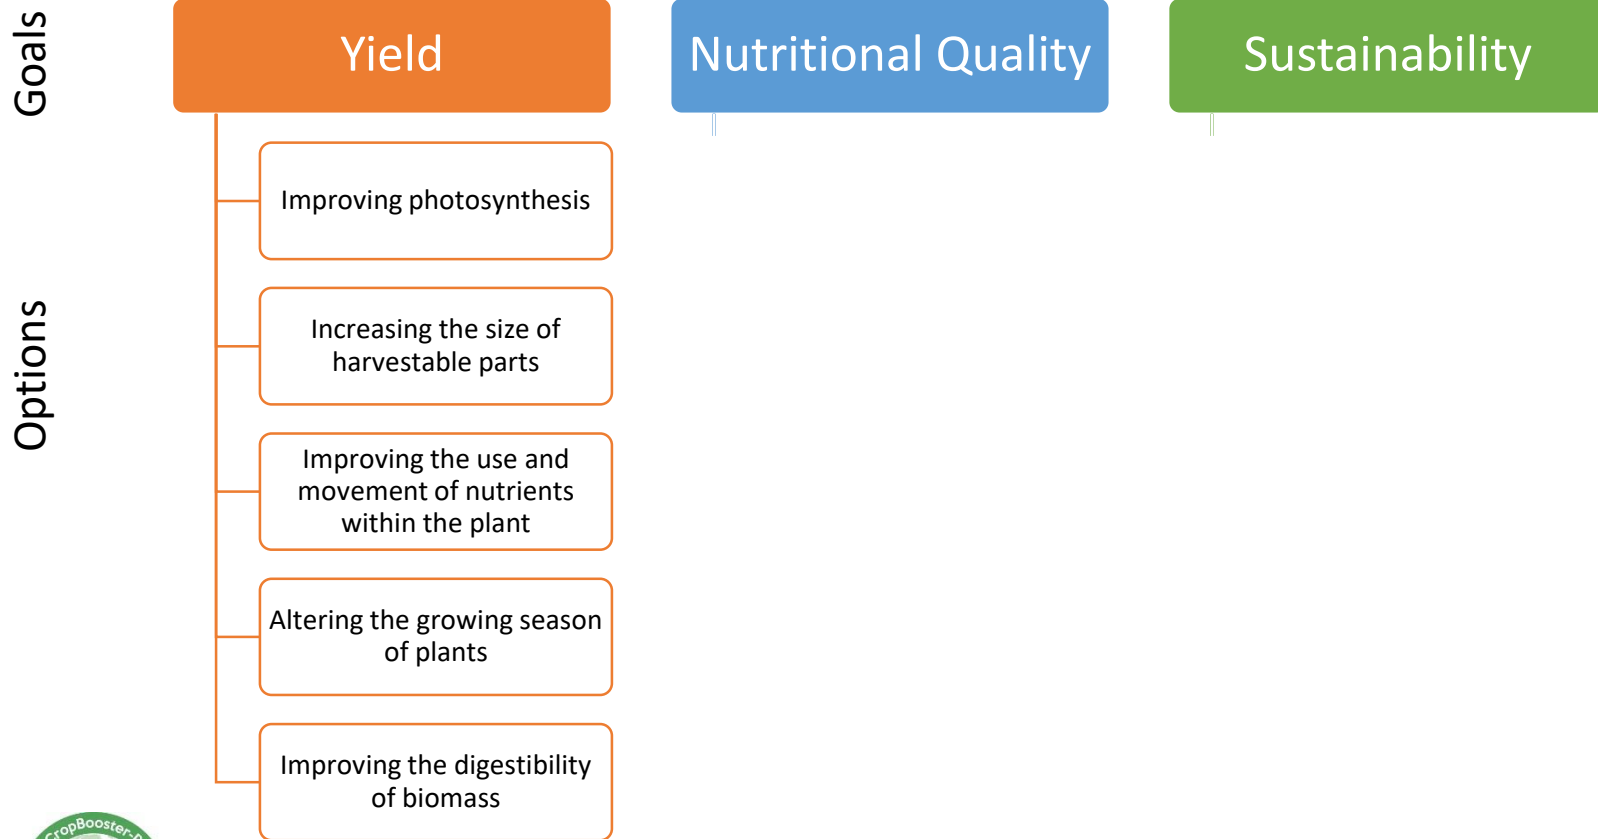 Goals
Yield
Nutritional Quality
Sustainability
Options
Improving photosynthesis
Increasing the size of
harvestable parts
Improving the use and
movement of nutrients
within the plant
Altering the growing season
of plants
Improving the digestibility
of biomass